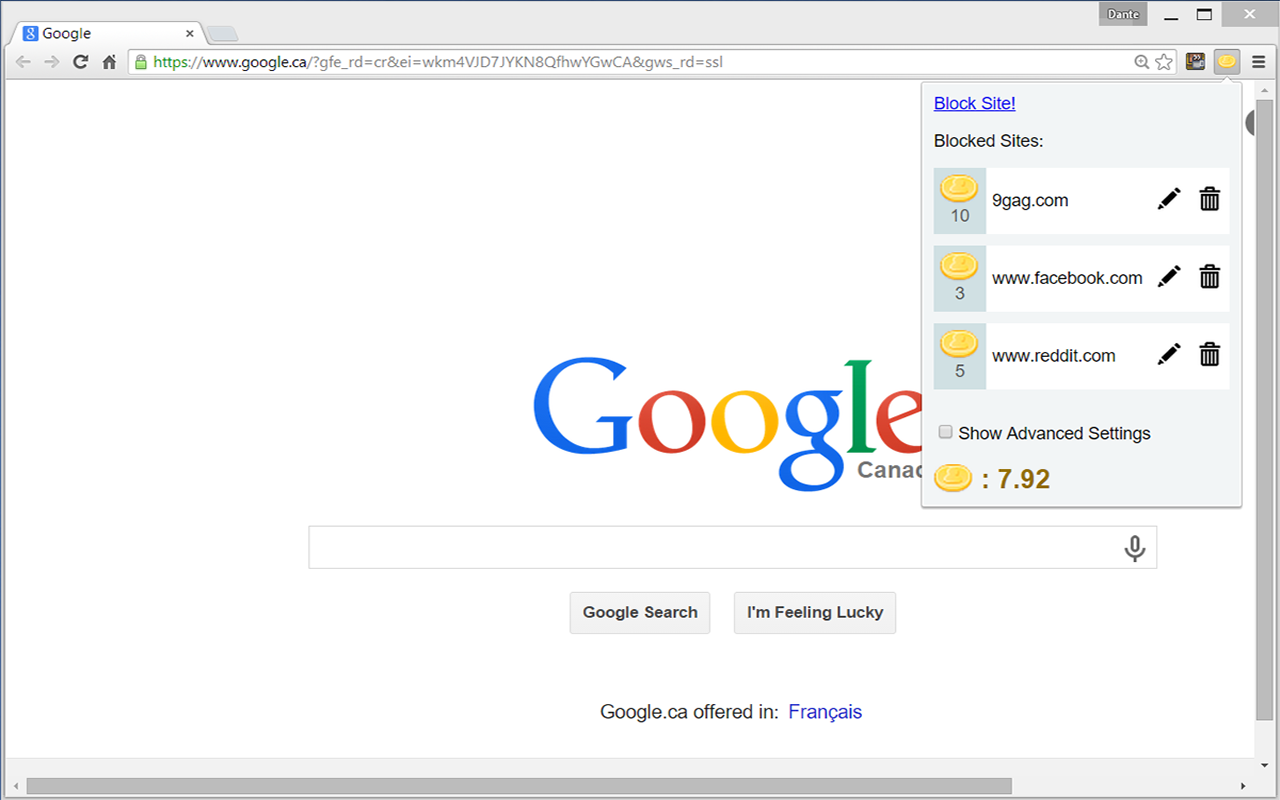 Dante
Google
https://www.google.ca/?gfe_rd=cr&ei=wkm4VJD7JYKN8QfhwYGwCA&gws_rd=ssl
Block Site!
Blocked Sites:
10 9gag.com
3 www.facebook.com
5 www.reddit.com
Show Advanced Settings
: 7.92
Google
Canad
Google Search I'm Feeling Lucky
Google.ca offered in: Français